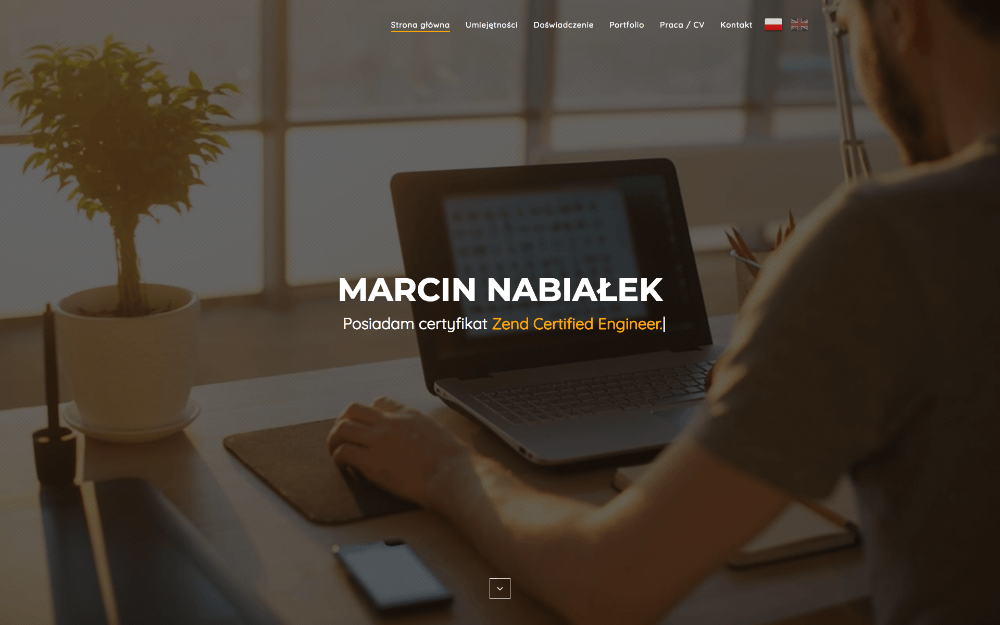 Strona główna Umiejętności Doświadczenie Portfolio Praca / CV Kontakt
MARCIN NABIAŁEK
Posiadam certyfikat Zend Certified Engineer.